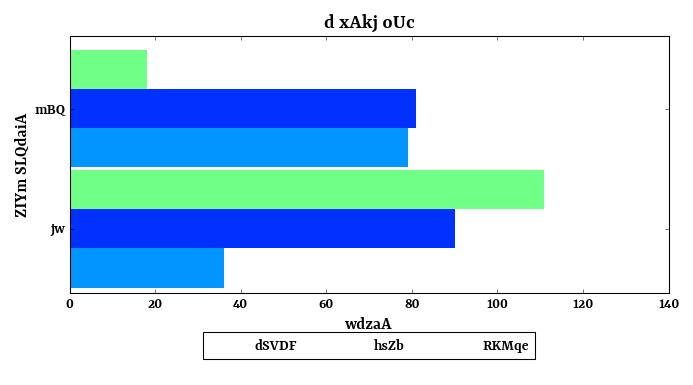 d xAkj oUc
ZIYm SLQdaiA
mBQ
jw
0 20 40 60 80 100 120 140
wdzaA
dSVDF hsZb RKMqe